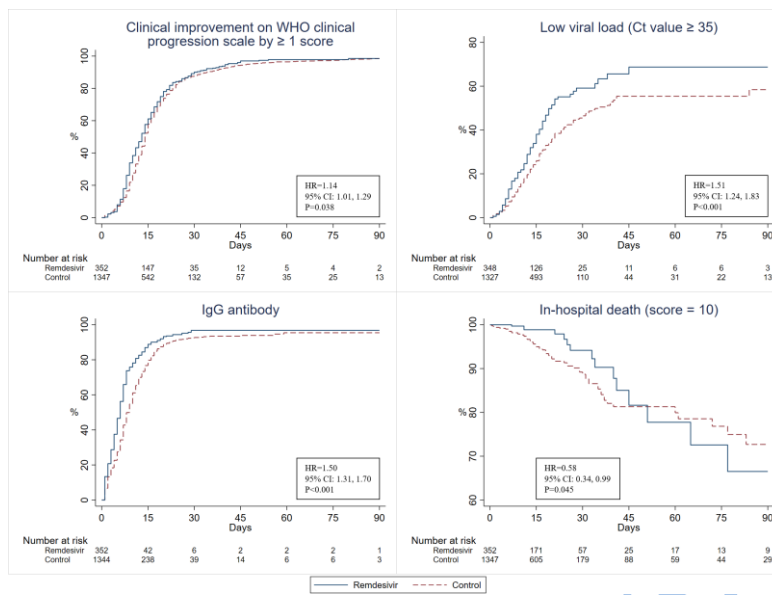 Clinical improvement on WHO clinical
progression scale by ≥ 1 score
100
80
60
%
40
20
0
HR=1.14
95% CI: 1.01, 1.29
P=0.038
0 15 30 45 60 75 90
Days
Number at risk
Remdesivir 352 147 35 12 5 4 2
Control 1347 542 132 57 35 25 13
Low viral load (Ct value ≥ 35)
80
60
%
40
20
0
HR=1.51
95% CI: 1.24, 1.83
P<0.001
0 15 30 45 60 75 90
Days
Number at risk
Remdesivir 348 126 25 11 6 6 3
Control 1327 493 110 44 31 22 13
IgG antibody
100
80
60
%
40
20
0
HR=1.50
95% CI: 1.31, 1.70
P<0.001
0 15 30 45 60 75 90
Days
Number at risk
Remdesivir 352 42 6 2 2 2 1
Control 1344 238 39 14 6 6 3
In-hospital death (score = 10)
100
90
80
%
70
60
HR=0.58
95% CI: 0.34, 0.99
P=0.045
0 15 30 45 60 75 90
Days
Number at risk
Remdesivir 352 171 57 25 17 13 9
Control 1347 605 179 88 59 44 29
Remdesivir Control